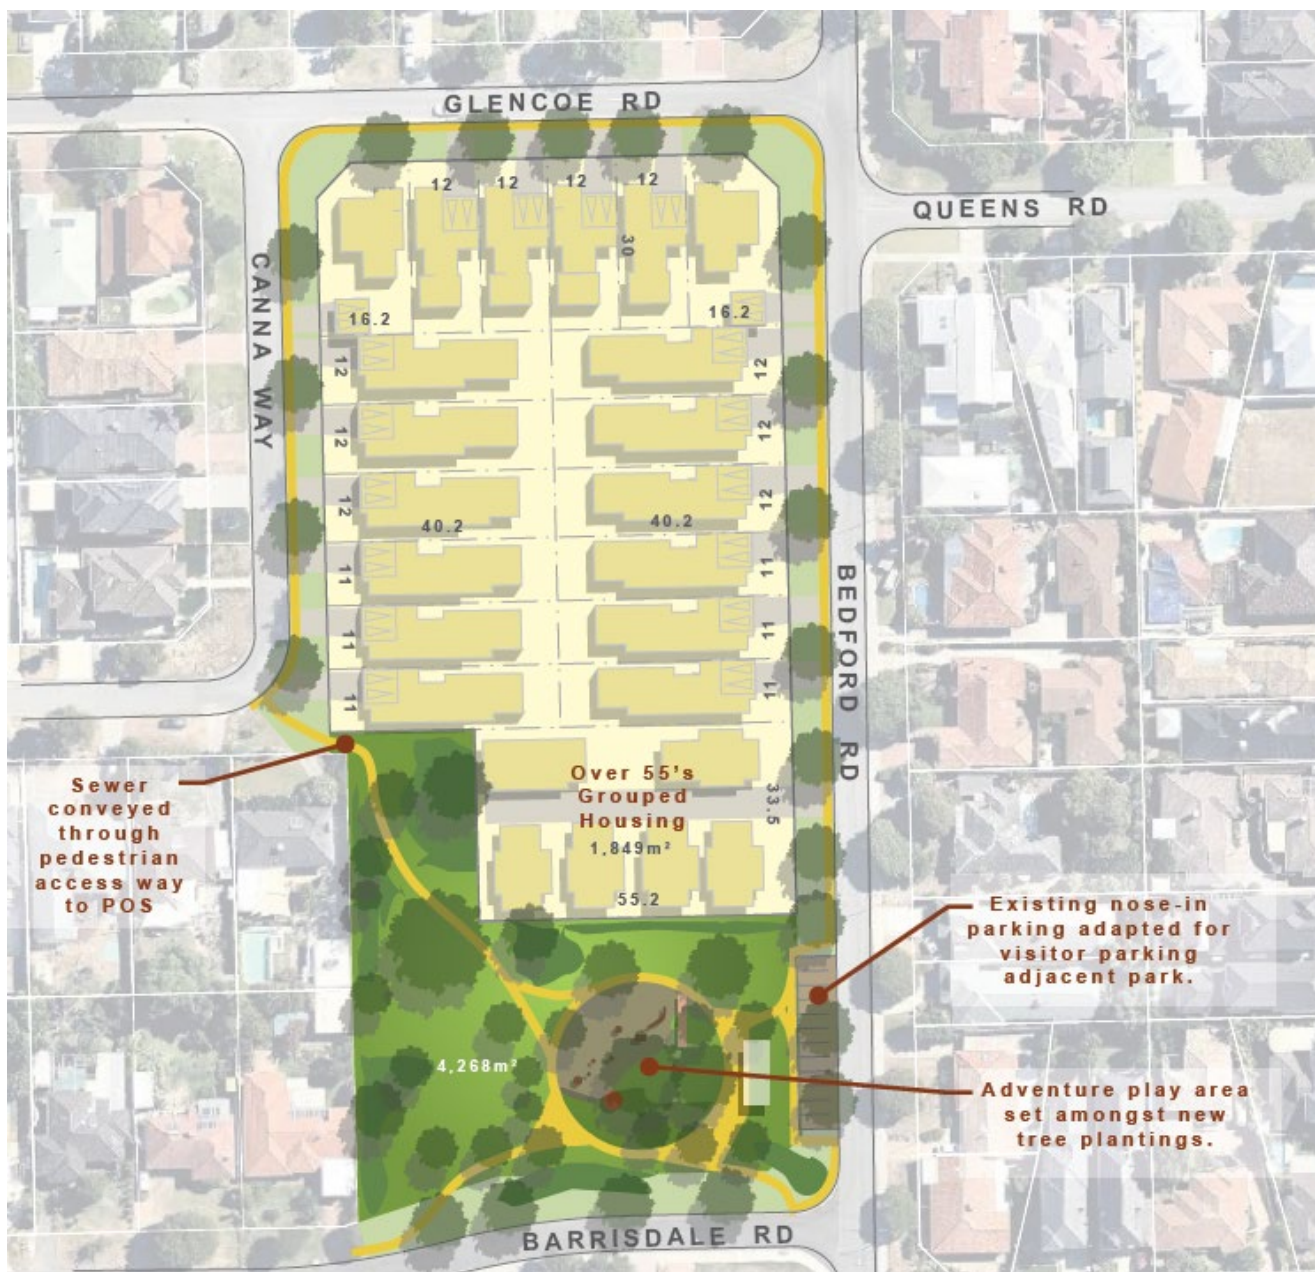 GLENCOE RD
12
12
12
12
30
QUEENS RD
CANNA WAY
16.2
16.2
12
12
12
12
12
12
40.2
40.2
11
11
11
11
11
11
BEDFORD RD
Sewer
conveyed
through
pedestrian
access way
to POS
Over 55's
Grouped
Housing
1,849m²
33.5
55.2
Existing nose-in
parking adapted for
visitor parking
adjacent park.
4,268m²
Adventure play area
set amongst new
tree plantings.
BARRISDALE RD